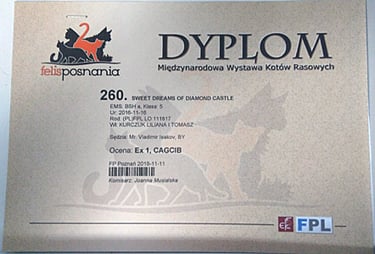 felisposnania
DYPLOM
Międzynarodowa Wystawa Kotów Rasowych
260. SWEET DREAMS OF DIAMOND CASTLE
EMS: BSH a, Klasa: 5
Ur: 2016-11-16
Rod: (PL)FPL LO 111617
Wł: KURCZUK LILIANA I TOMASZ
Sędzia: Mr. Vladimir Isakov, BY
Ocena: Ex 1, CAGCIB
FP Poznań 2018-11-11
Komisarz: Joanna Musialska
FPL